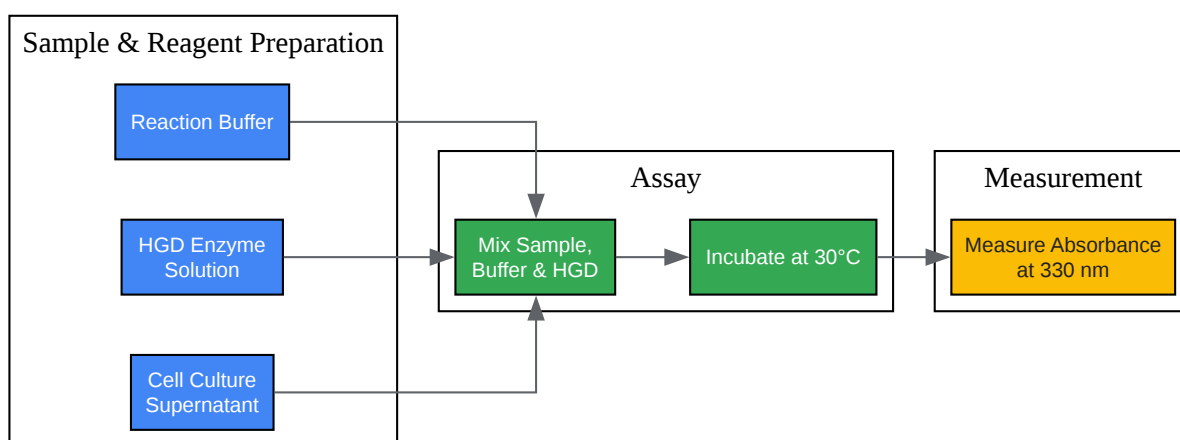 Sample & Reagent Preparation
Reaction Buffer
HGD Enzyme
Solution
Cell Culture
Supernatant
Assay
Mix Sample,
Buffer & HGD
Incubate at 30°C
Measurement
Measure Absorbance
at 330 nm